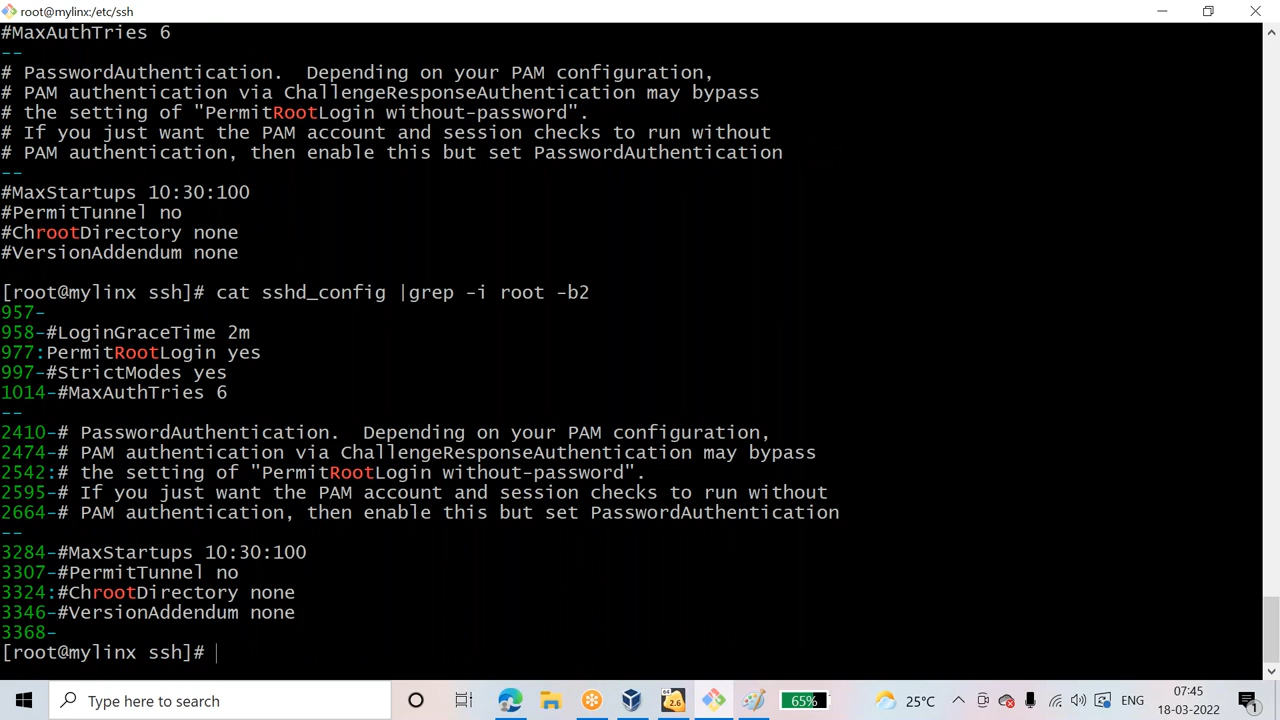 root@mylinx:/etc/ssh
#MaxAuthTries 6
--
# PasswordAuthentication.  Depending on your PAM configuration,
# PAM authentication via ChallengeResponseAuthentication may bypass
# the setting of "PermitRootLogin without-password".
# If you just want the PAM account and session checks to run without
# PAM authentication, then enable this but set PasswordAuthentication
--
#MaxStartups 10:30:100
#PermitTunnel no
#ChrootDirectory none
#VersionAddendum none
[root@mylinx ssh]# cat sshd_config |grep -i root -b2
957-
958-#LoginGraceTime 2m
977:PermitRootLogin yes
997-#StrictModes yes
1014-#MaxAuthTries 6
--
2410-# PasswordAuthentication.  Depending on your PAM configuration,
2474-# PAM authentication via ChallengeResponseAuthentication may bypass
2542:# the setting of "PermitRootLogin without-password".
2595-# If you just want the PAM account and session checks to run without
2664-# PAM authentication, then enable this but set PasswordAuthentication
--
3284-#MaxStartups 10:30:100
3307-#PermitTunnel no
3324:#ChrootDirectory none
3346-#VersionAddendum none
3368-
[root@mylinx ssh]#
Type here to search
64
2.6
65%
25°C
ENG
07:45
18-03-2022
1